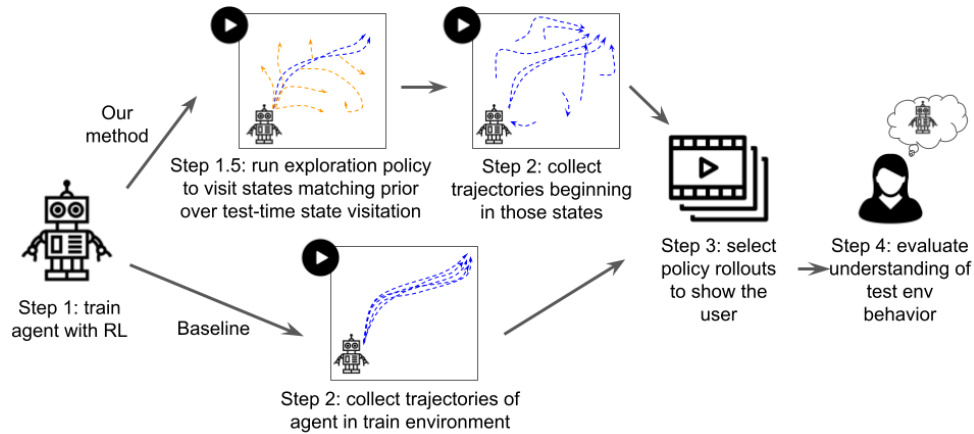 Our
method
Step 1.5: run exploration policy
to visit states matching prior
over test-time state visitation
Step 2: collect
trajectories beginning
in those states
Step 1: train
agent with RL
Baseline
Step 2: collect trajectories of
agent in train environment
Step 3: select
policy rollouts
to show the
user
Step 4: evaluate
understanding of
test env
behavior